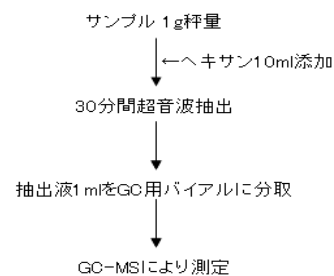 サンプル 1g秤量
←ヘキサン10ml添加
30分間超音波抽出
抽出液1mlをGC用バイアルに分取
GC-MSにより測定